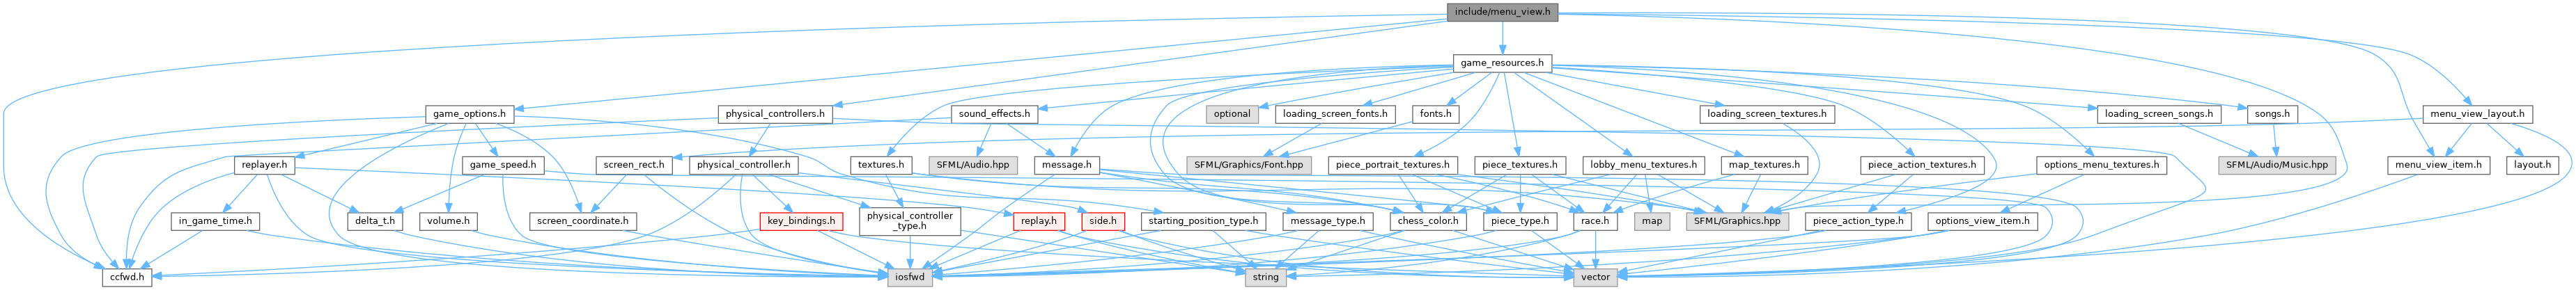 include/menu_view.h
game_resources.h
game_options.h
physical_controllers.h
sound_effects.h
optional
loading_screen_fonts.h
fonts.h
loading_screen_textures.h
loading_screen_songs.h
songs.h
menu_view_layout.h
replayer.h
game_speed.h
screen_rect.h
physical_controller.h
textures.h
SFML/Audio.hpp
message.h
SFML/Graphics/Font.hpp
piece_portrait_textures.h
piece_textures.h
lobby_menu_textures.h
map_textures.h
piece_action_textures.h
options_menu_textures.h
SFML/Audio/Music.hpp
menu_view_item.h
layout.h
in_game_time.h
delta_t.h
volume.h
screen_coordinate.h
key_bindings.h
physical_controller
_type.h
replay.h
side.h
starting_position_type.h
message_type.h
chess_color.h
piece_type.h
race.h
map
SFML/Graphics.hpp
piece_action_type.h
options_view_item.h
ccfwd.h
iosfwd
string
vector